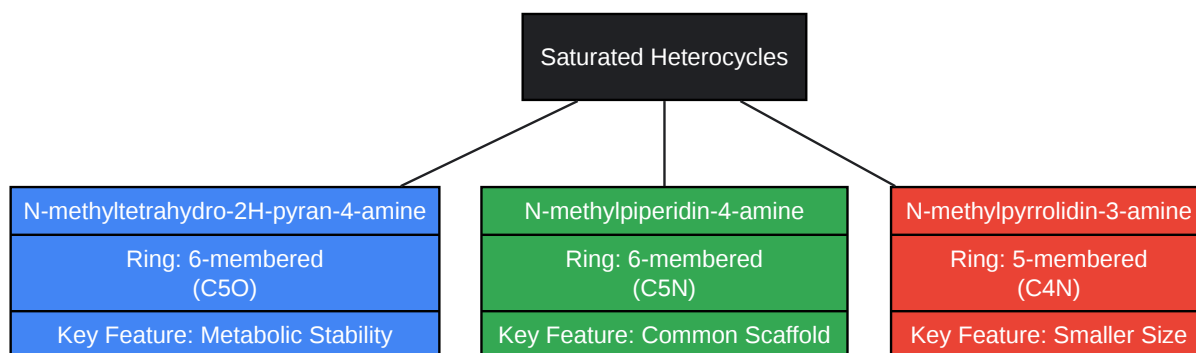 Saturated Heterocycles
N-methyltetrahydro-2H-pyran-4-amine
Ring: 6-membered
(C5O)
Key Feature: Metabolic Stability
N-methylpiperidin-4-amine
Ring: 6-membered
(C5N)
Key Feature: Common Scaffold
N-methylpyrrolidin-3-amine
Ring: 5-membered
(C4N)
Key Feature: Smaller Size